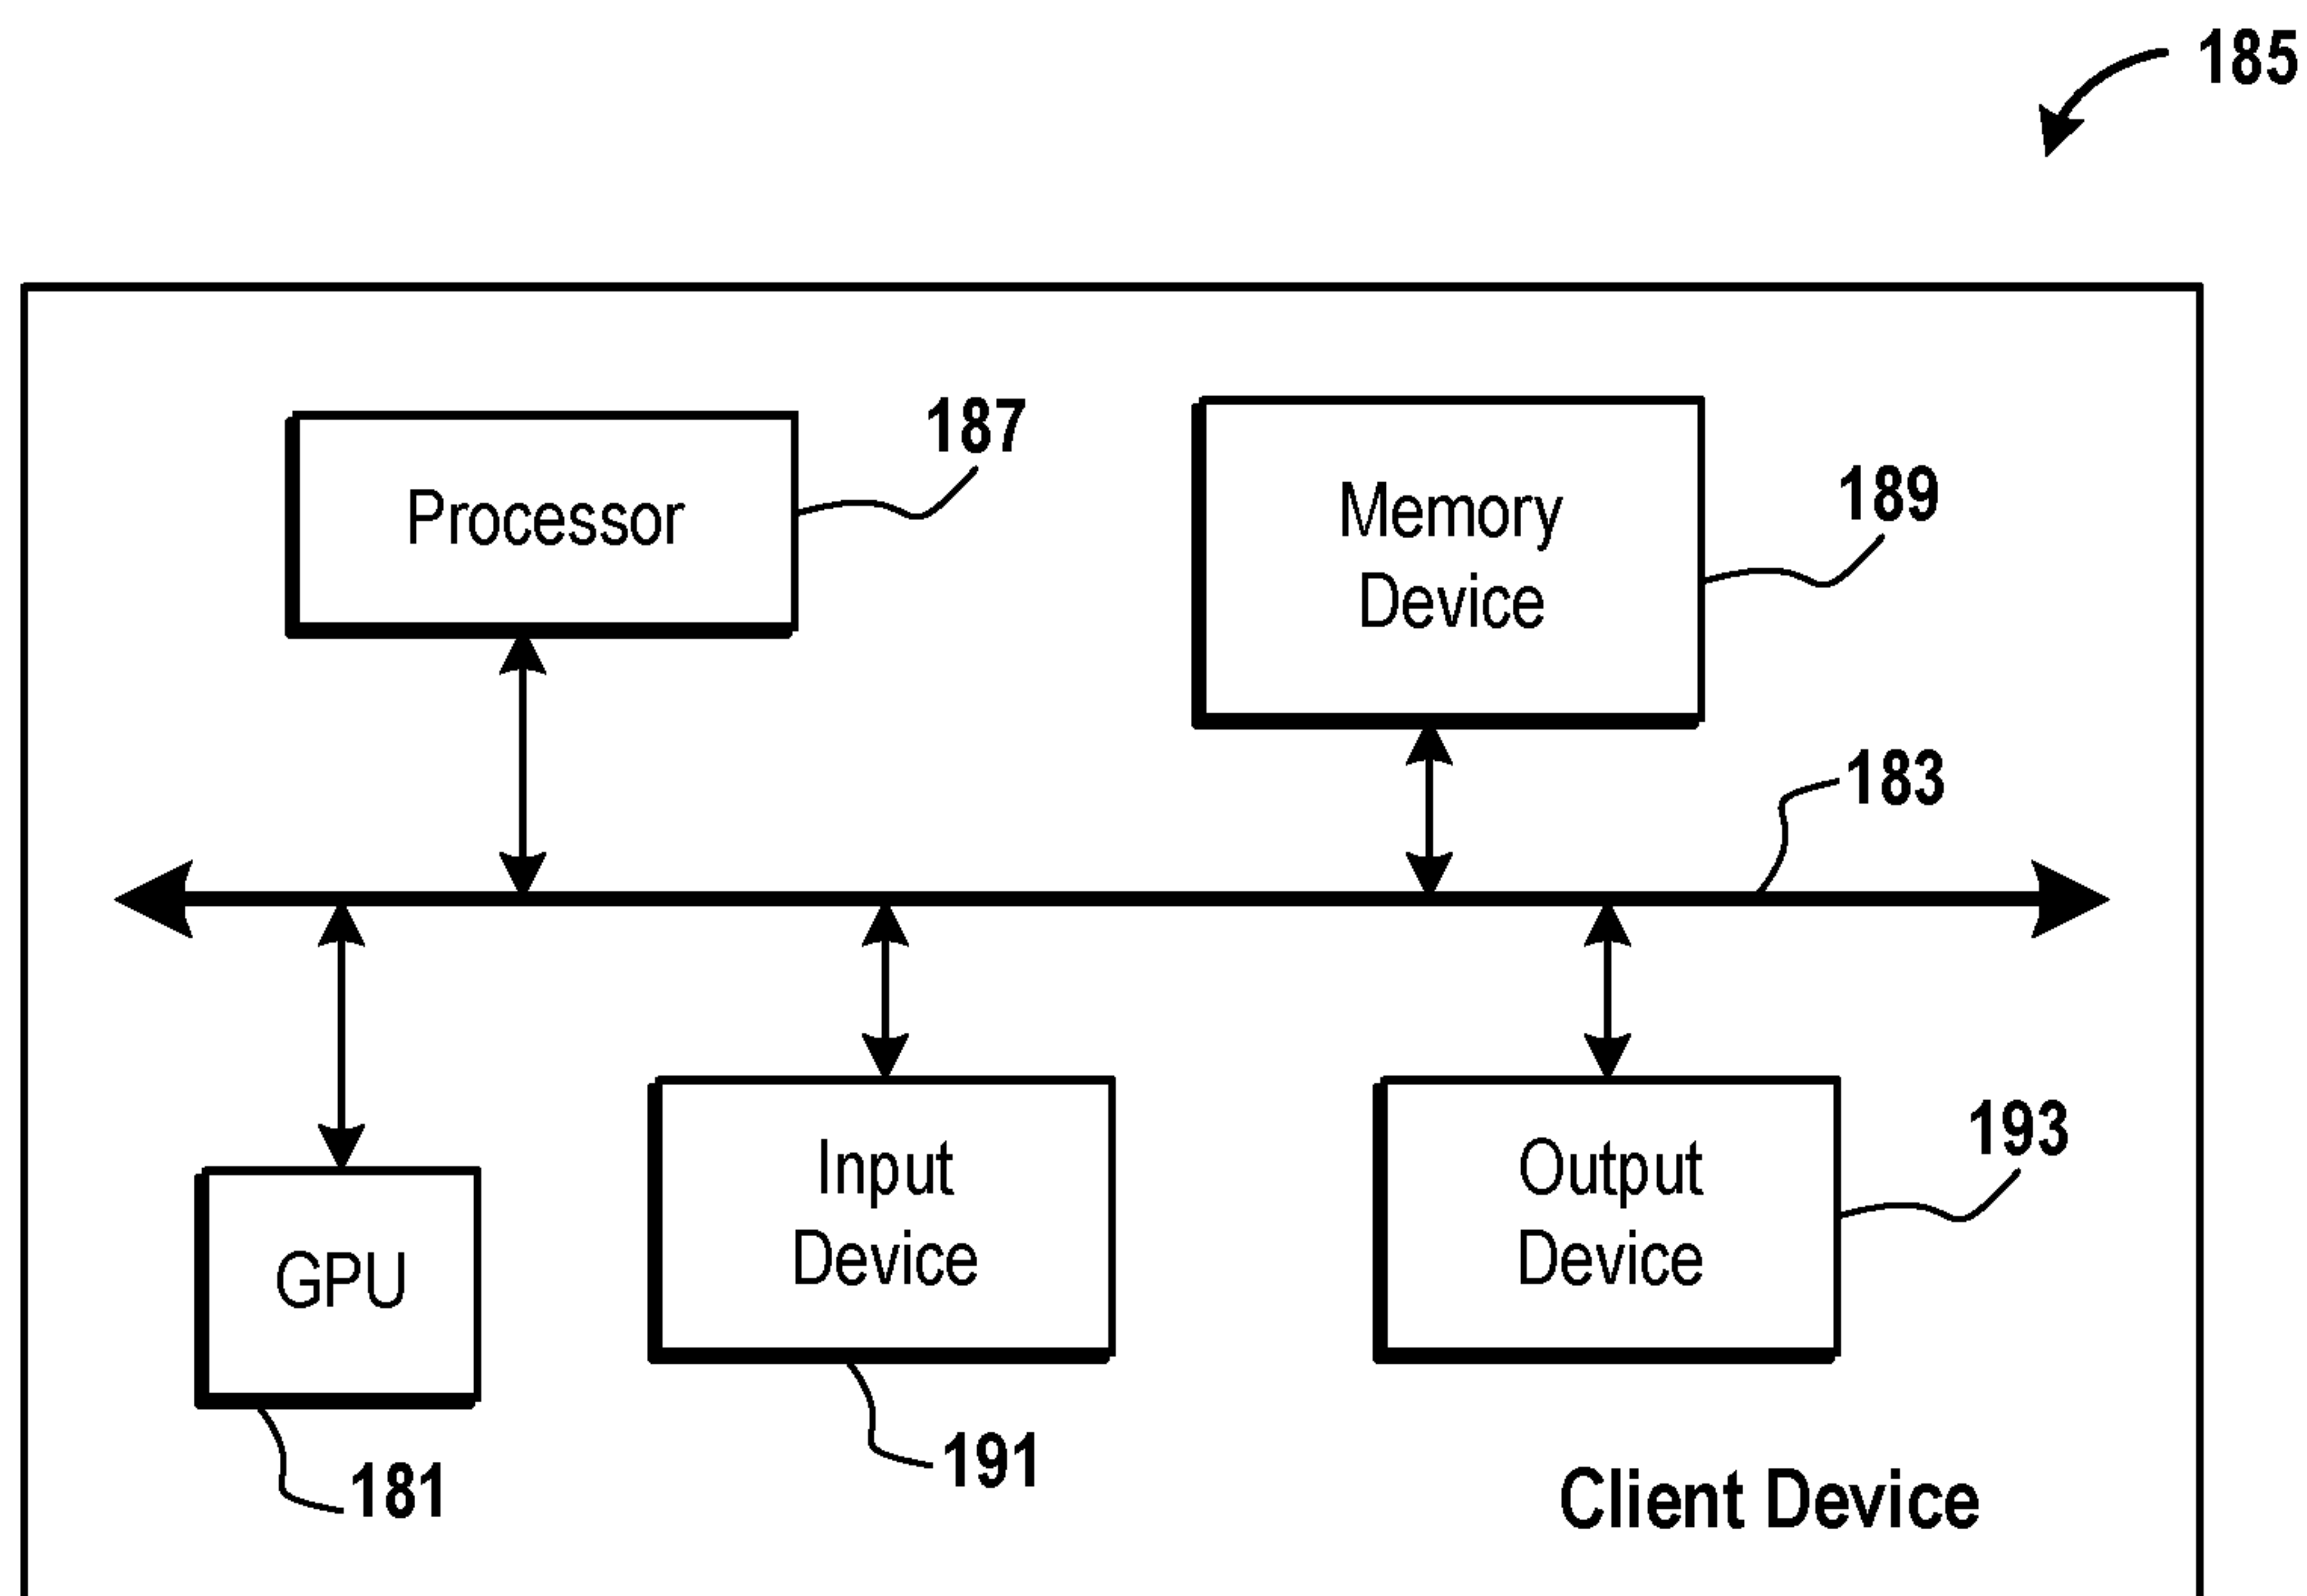 185
187
Processor
189
Memory
Device
183
193
Input
Device
Output
Device
GPU
191
181
Client Device